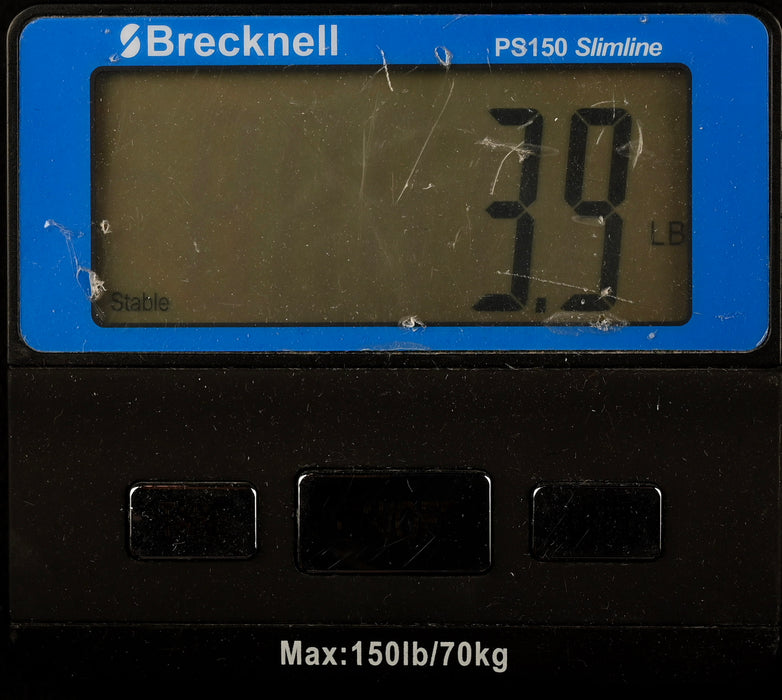 Brecknell PS150 Slimline
3.9 LB
Stable
Max:150lb/70kg